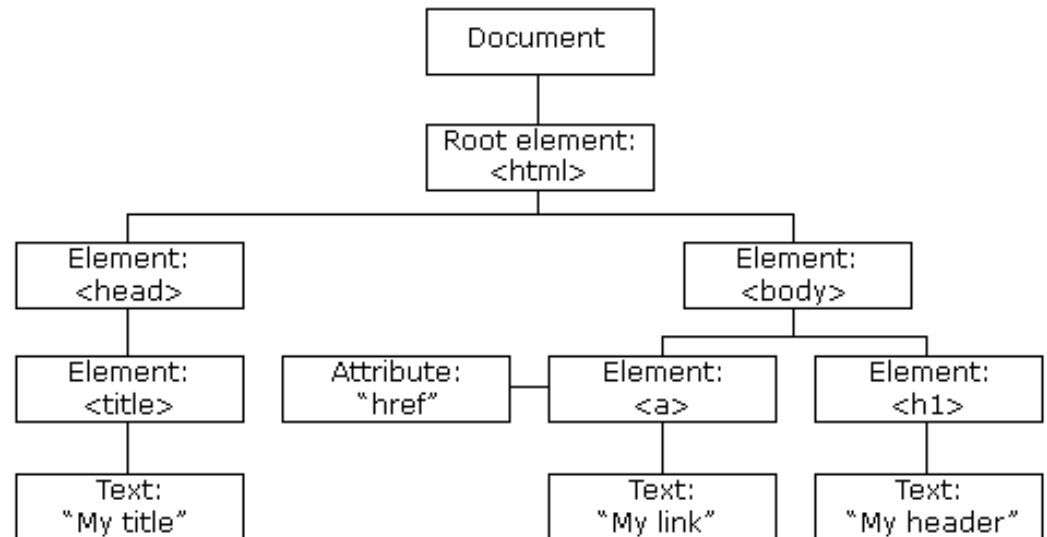 Document
Root element:
<html>
Element:
<head>
Element:
<body>
Element:
<title>
Attribute:
“href”
Element:
<a>
Element:
<h1>
Text:
“My title”
Text:
“My link”
Text:
“My header”